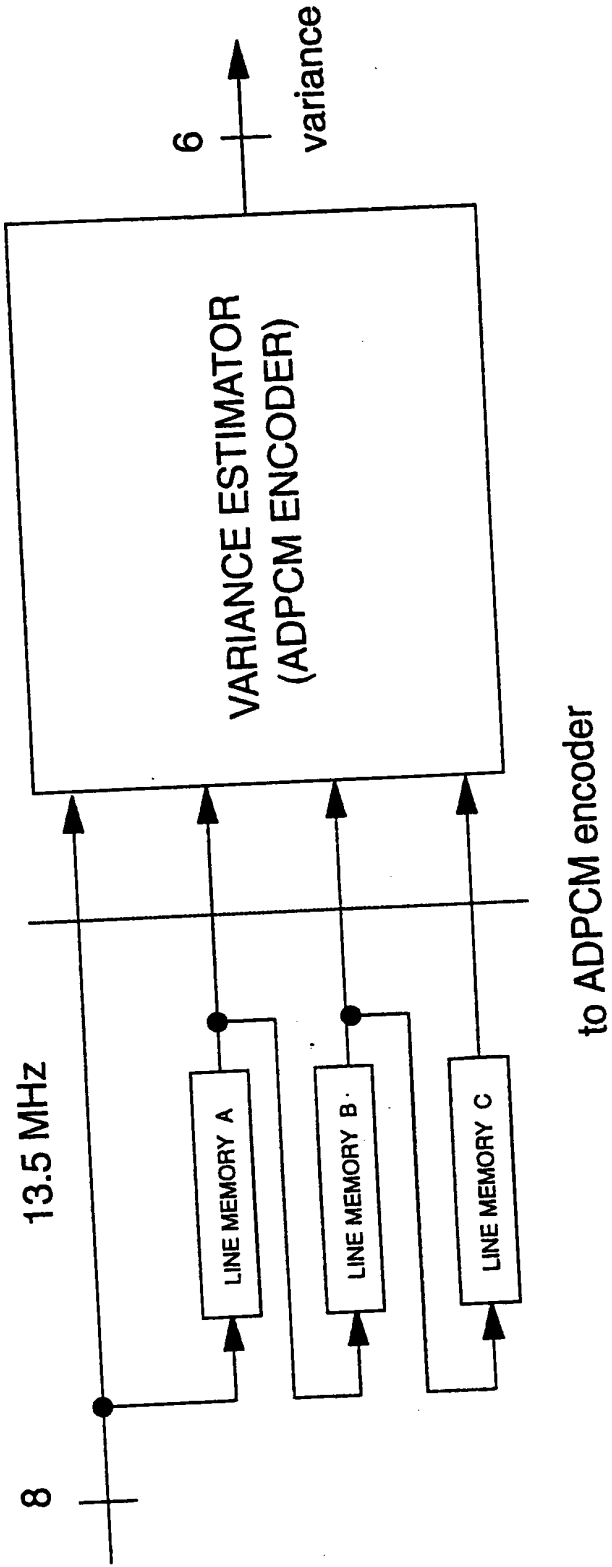 8
13.5 MHz
LINE MEMORY A
LINE MEMORY B
LINE MEMORY C
to ADPCM encoder
VARIANCE ESTIMATOR
(ADPCM ENCODER)
6
variance